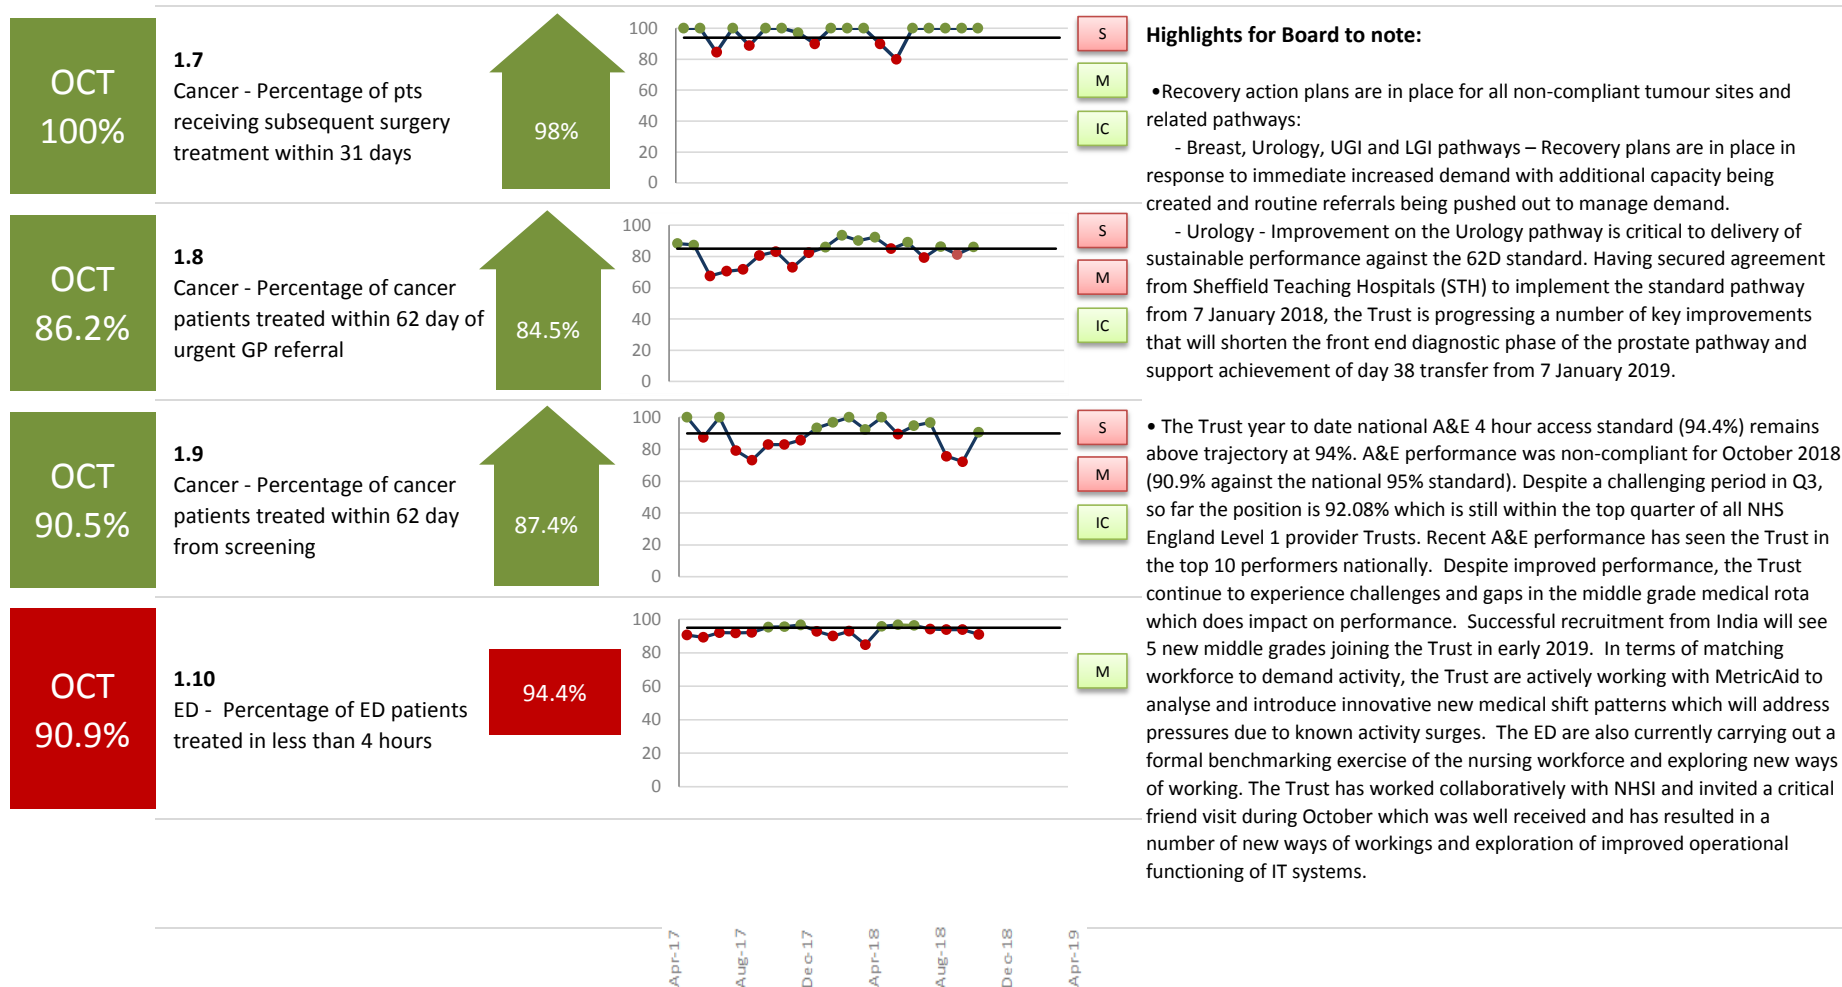 OCT
100%
1.7
Cancer - Percentage of pts
receiving subsequent surgery
treatment within 31 days
98%
100
80
60
40
20
0
S
M
IC
OCT
86.2%
1.8
Cancer - Percentage of cancer
patients treated within 62 day of
urgent GP referral
84.5%
100
80
60
40
20
0
S
M
IC
OCT
90.5%
1.9
Cancer - Percentage of cancer
patients treated within 62 day
from screening
87.4%
100
80
60
40
20
0
S
M
IC
OCT
90.9%
1.10
ED -  Percentage of ED patients
treated in less than 4 hours
94.4%
100
80
60
40
20
0
M
Apr-17
Aug-17
Dec-17
Apr-18
Aug-18
Dec-18
Apr-19
Highlights for Board to note:
•Recovery action plans are in place for all non-compliant tumour sites and
related pathways:
- Breast, Urology, UGI and LGI pathways – Recovery plans are in place in
response to immediate increased demand with additional capacity being
created and routine referrals being pushed out to manage demand.
- Urology - Improvement on the Urology pathway is critical to delivery of
sustainable performance against the 62D standard. Having secured agreement
from Sheffield Teaching Hospitals (STH) to implement the standard pathway
from 7 January 2018, the Trust is progressing a number of key improvements
that will shorten the front end diagnostic phase of the prostate pathway and
support achievement of day 38 transfer from 7 January 2019.
• The Trust year to date national A&E 4 hour access standard (94.4%) remains
above trajectory at 94%. A&E performance was non-compliant for October 2018
(90.9% against the national 95% standard). Despite a challenging period in Q3,
so far the position is 92.08% which is still within the top quarter of all NHS
England Level 1 provider Trusts. Recent A&E performance has seen the Trust in
the top 10 performers nationally.  Despite improved performance, the Trust
continue to experience challenges and gaps in the middle grade medical rota
which does impact on performance.  Successful recruitment from India will see
5 new middle grades joining the Trust in early 2019.  In terms of matching
workforce to demand activity, the Trust are actively working with MetricAid to
analyse and introduce innovative new medical shift patterns which will address
pressures due to known activity surges.  The ED are also currently carrying out a
formal benchmarking exercise of the nursing workforce and exploring new ways
of working. The Trust has worked collaboratively with NHSI and invited a critical
friend visit during October which was well received and has resulted in a
number of new ways of workings and exploration of improved operational
functioning of IT systems.